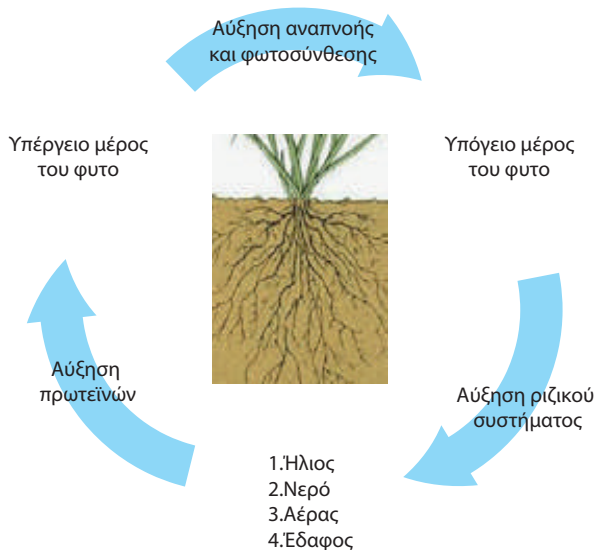 Αύξηση αναπνοής
και φωτοσύνθεσης
Υπέργειο μέρος
του φυτο
Υπόγειο μέρος
του φυτο
Αύξηση
πρωτεϊνών
Αύξηση ριζικού
συστήματος
1.Ήλιος
2.Νερό
3.Αέρας
4.Έδαφος